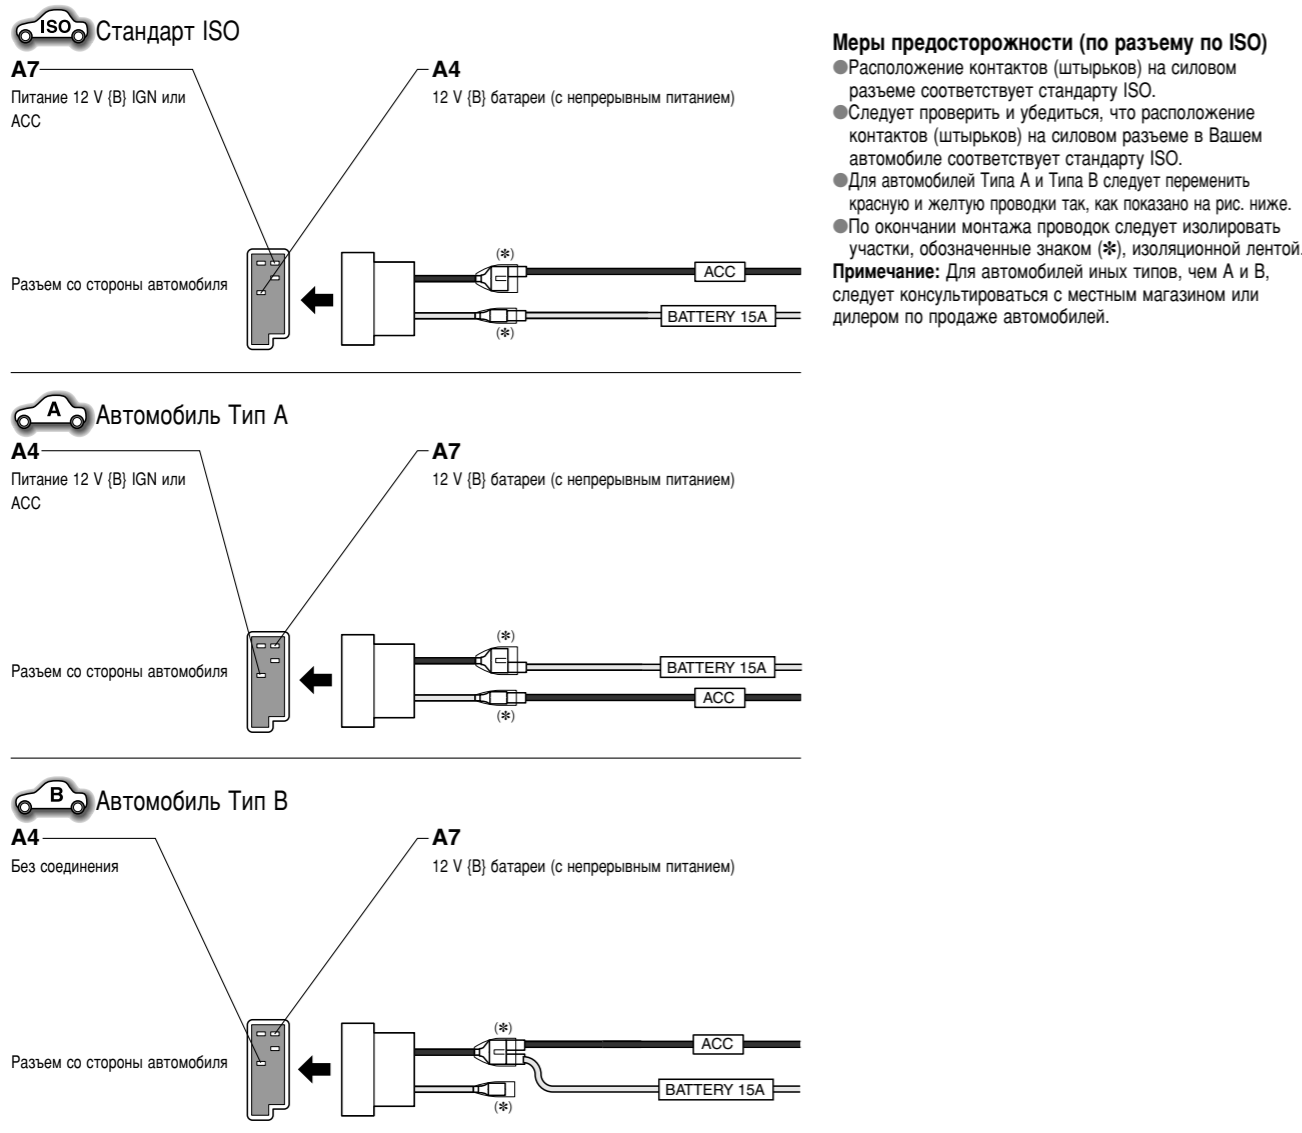 ISO Стандарт ISO
A7
Питание 12 V {В} IGN или
ACC
A4
12 V {В} батареи (с непрерывным питанием)
Разъем со стороны автомобиля
(✻)
ACC
BATTERY 15A
(✻)
A Автомобиль Тип А
A4
Питание 12 V {В} IGN или
ACC
A7
12 V {В} батареи (с непрерывным питанием)
Разъем со стороны автомобиля
(✻)
BATTERY 15A
ACC
(✻)
B Автомобиль Тип В
A4
Без соединения
A7
12 V {В} батареи (с непрерывным питанием)
Разъем со стороны автомобиля
(✻)
ACC
BATTERY 15A
(✻)
Меры предосторожности (по разъему по ISO)
●Расположение контактов (штырьков) на силовом
разъеме соответствует стандарту ISO.
●Следует проверить и убедиться, что расположение
контактов (штырьков) на силовом разъеме в Вашем
автомобиле соответствует стандарту ISO.
●Для автомобилей Типа А и Типа В следует переменить
красную и желтую проводки так, как показано на рис. ниже.
●По окончании монтажа проводок следует изолировать
участки, обозначенные знаком (✻), изоляционной лентой.
Примечание: Для автомобилей иных типов, чем А и В,
следует консультироваться с местным магазином или
дилером по продаже автомобилей.